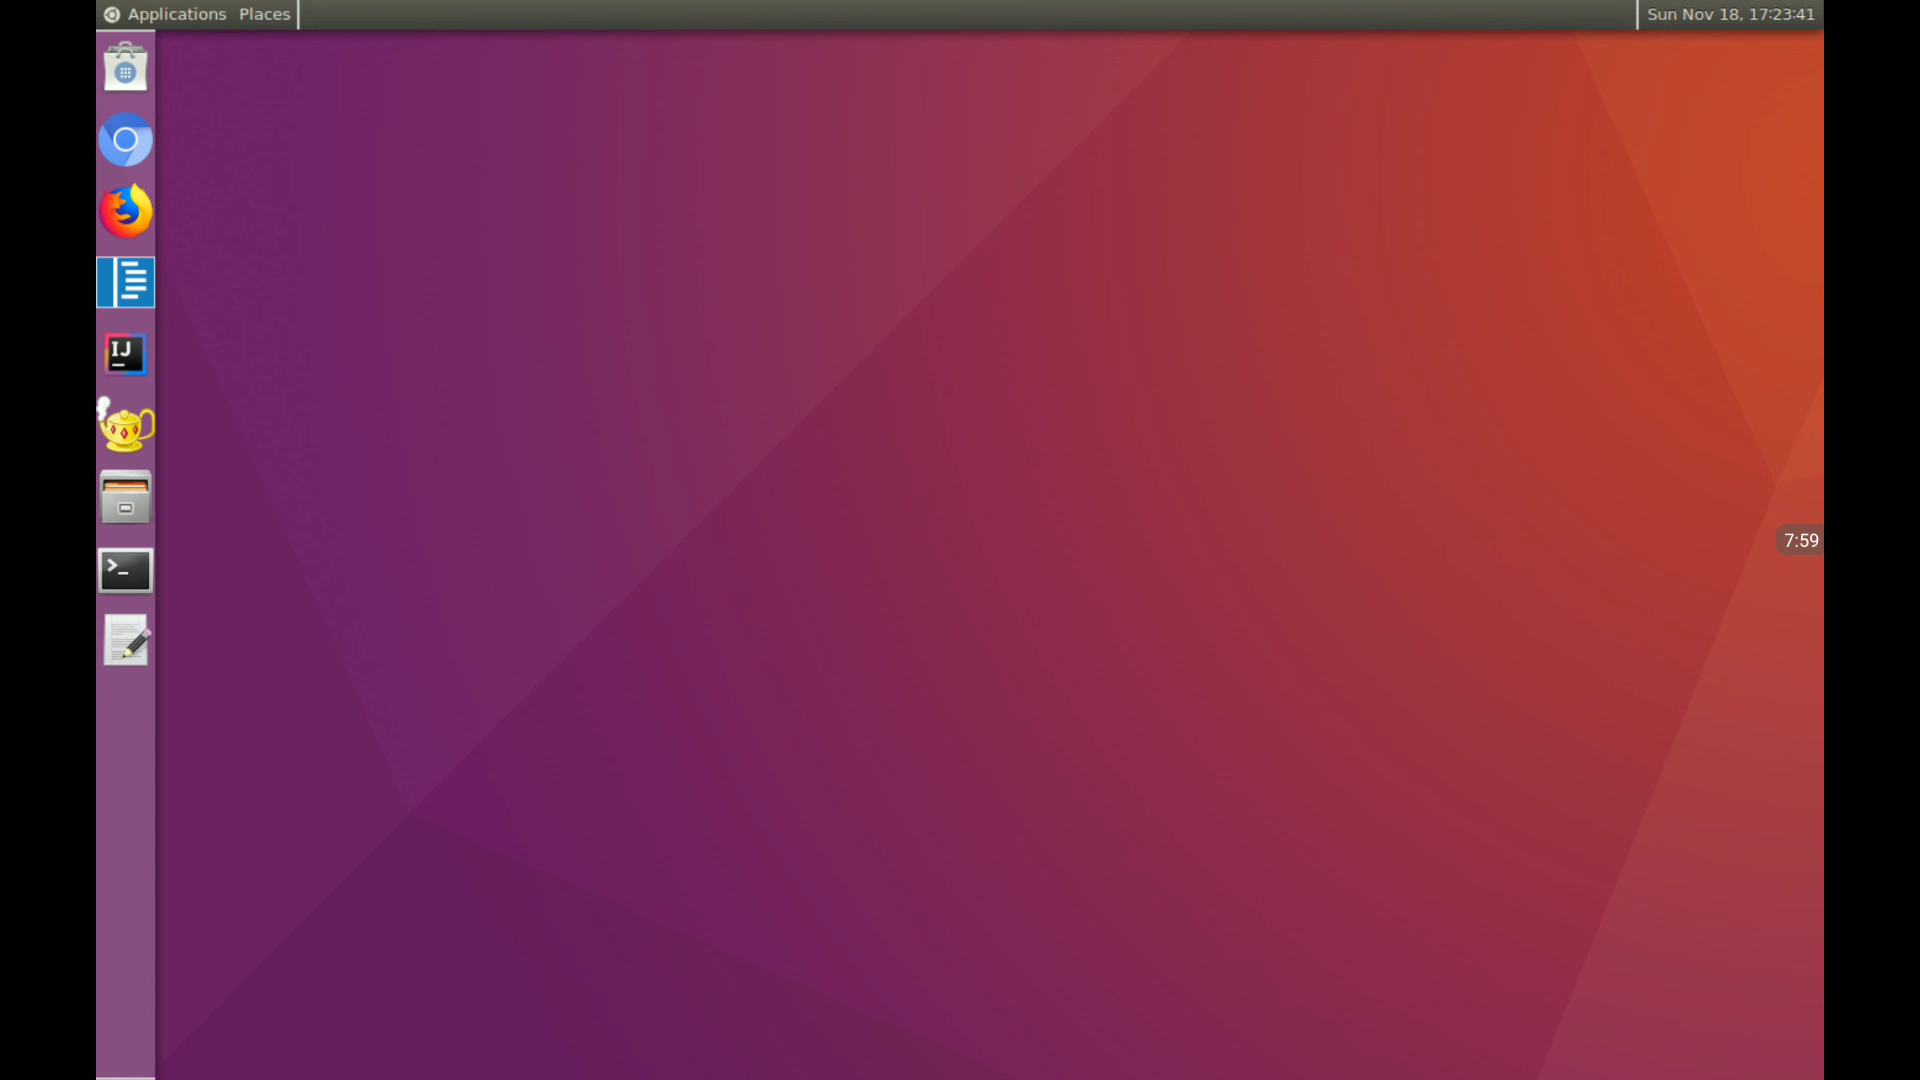 Applications Places
Sun Nov 18, 17:23:41
IJ
>_
7:59